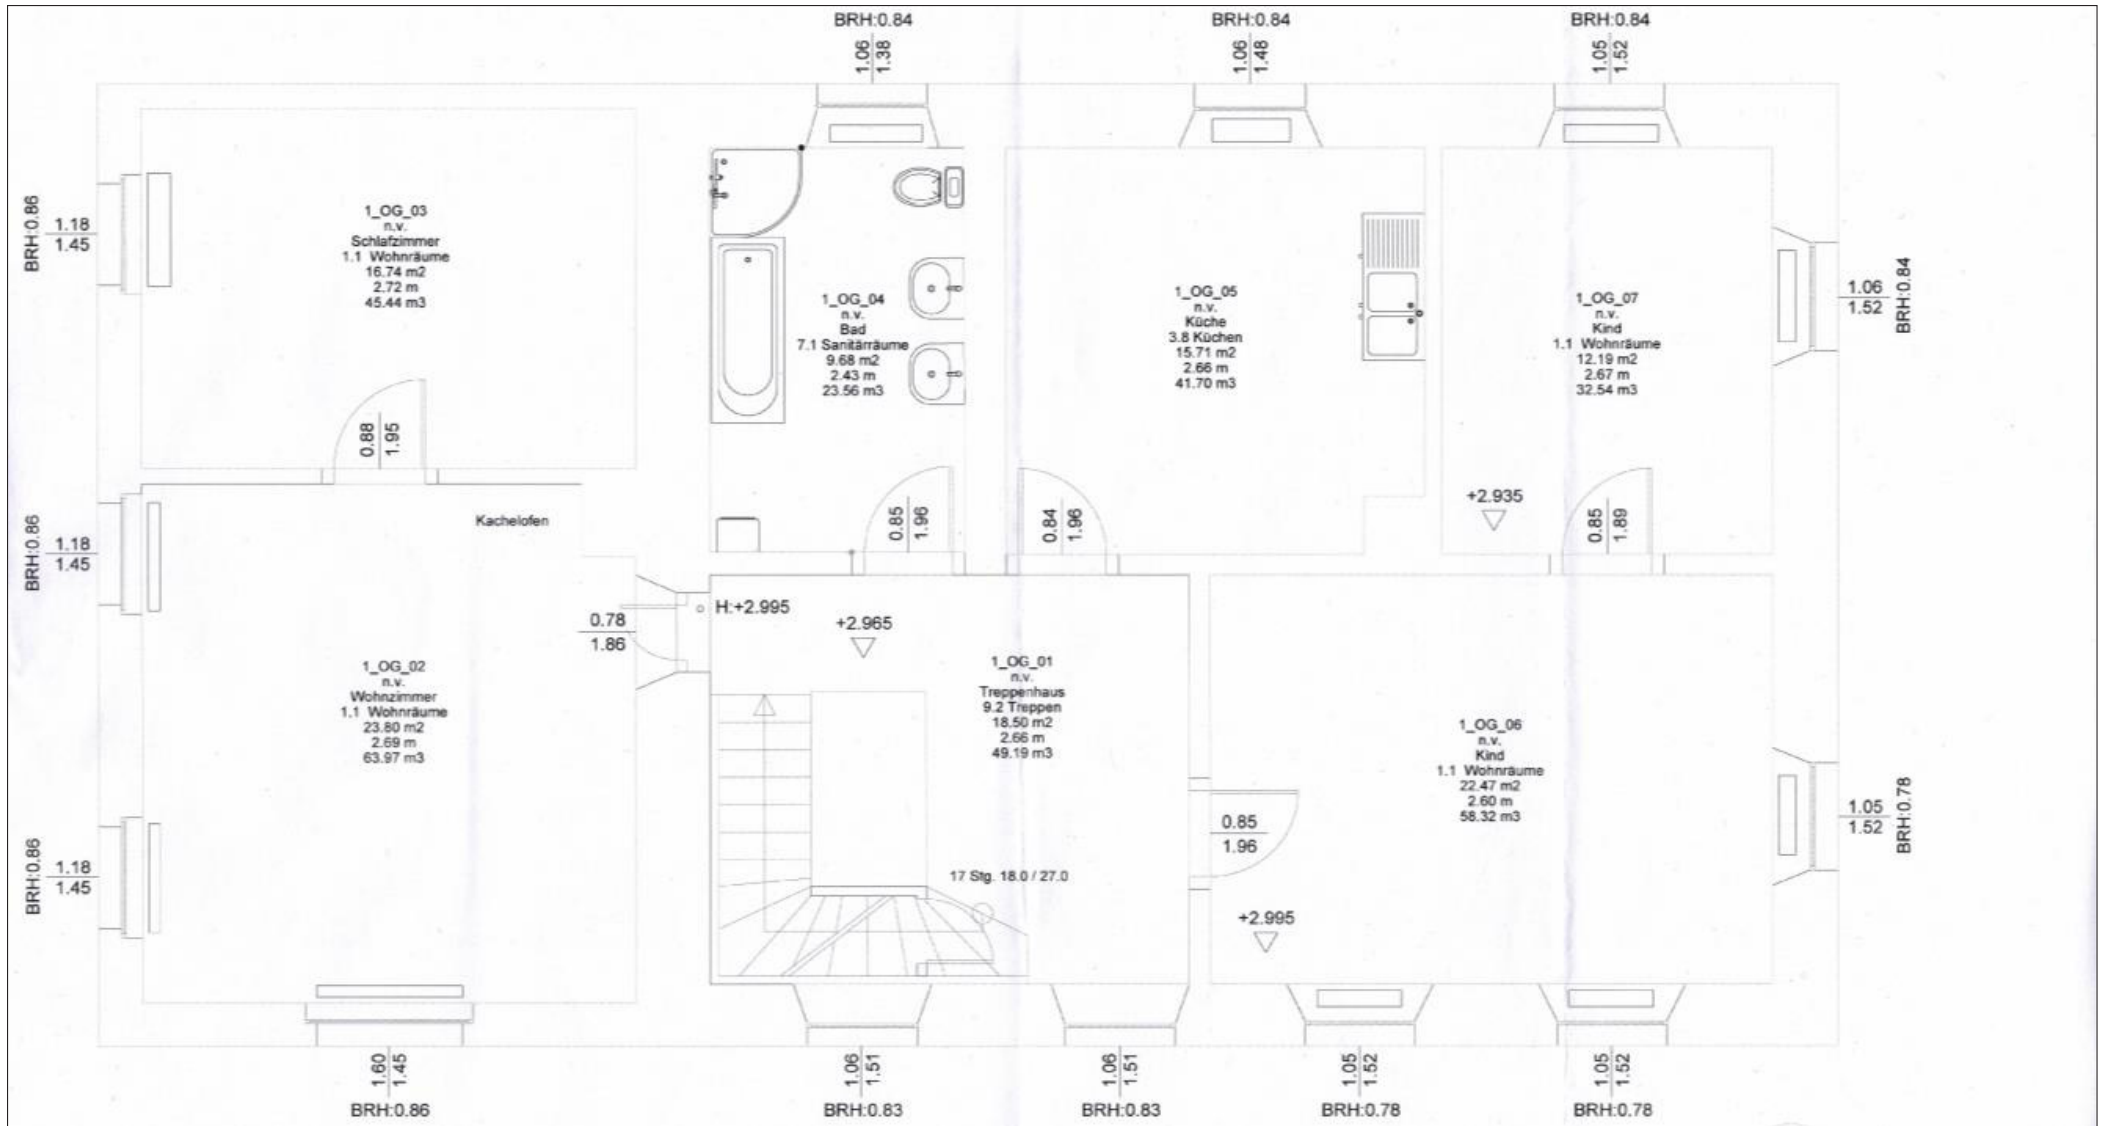 BRH:0.84
1.06
1.38
BRH:0.84
1.06
1.48
BRH:0.84
1.05
1.52
BRH:0.86
1.18
1.45
1_OG_03
n.v.
Schlafzimmer
1.1 Wohnräume
16.74 m2
2.72 m
45.44 m3
0.88
1.95
1_OG_04
n.v.
Bad
7.1 Sanitärräume
9.68 m2
2.43 m
23.56 m3
0.85
1.96
1_OG_05
n.v.
Küche
3.8 Küchen
15.71 m2
2.66 m
41.70 m3
0.84
1.96
1_OG_07
n.v.
Kind
1.1 Wohnräume
12.19 m2
2.67 m
32.54 m3
+2.935
0.85
1.89
1.06
1.52
BRH:0.84
BRH:0.86
1.18
1.45
Kachelofen
0.78
1.86
H:+2.995
+2.965
1_OG_02
n.v.
Wohnzimmer
1.1 Wohnräume
23.80 m2
2.69 m
63.97 m3
1_OG_01
n.v.
Treppenhaus
9.2 Treppen
18.50 m2
2.66 m
49.19 m3
17 Stg. 18.0 / 27.0
1_OG_06
n.v.
Kind
1.1 Wohnräume
22.47 m2
2.60 m
58.32 m3
0.85
1.96
+2.995
1.05
1.52
BRH:0.78
BRH:0.86
1.18
1.45
1.60
1.45
BRH:0.86
1.06
1.51
BRH:0.83
1.06
1.51
BRH:0.83
1.05
1.52
BRH:0.78
1.05
1.52
BRH:0.78